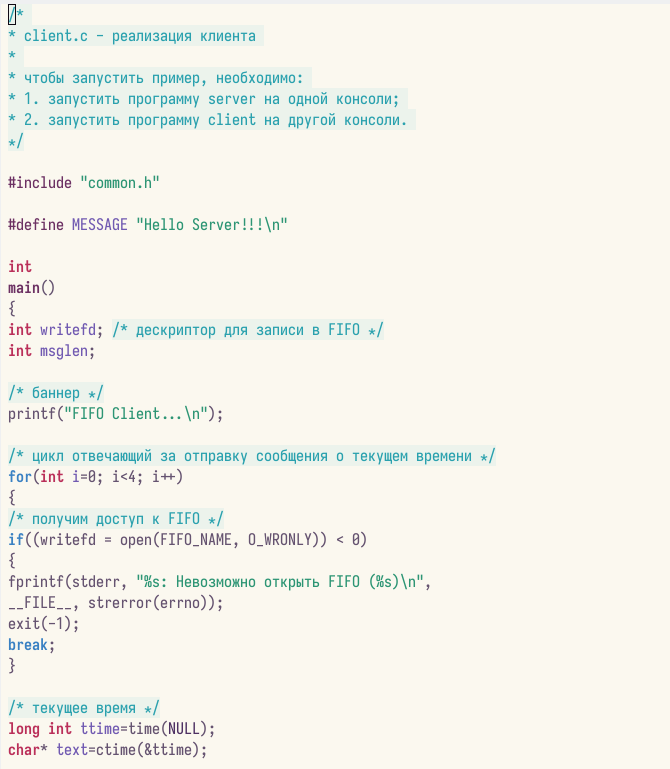 /*
* client.c - реализация клиента
*
* чтобы запустить пример, необходимо:
* 1. запустить программу server на одной консоли;
* 2. запустить программу client на другой консоли.
*/
#include "common.h"
#define MESSAGE "Hello Server!!!\n"
int
main()
{
int writefd; /* дескриптор для записи в FIFO */
int msglen;
/* баннер */
printf("FIFO Client...\n");
/* цикл отвечающий за отправку сообщения о текущем времени */
for(int i=0; i<4; i++)
{
/* получим доступ к FIFO */
if((writefd = open(FIFO_NAME, O_WRONLY)) < 0)
{
fprintf(stderr, "%s: Невозможно открыть FIFO (%s)\n",
__FILE__, strerror(errno));
exit(-1);
break;
}
/* текущее время */
long int ttime=time(NULL);
char* text=ctime(&ttime);